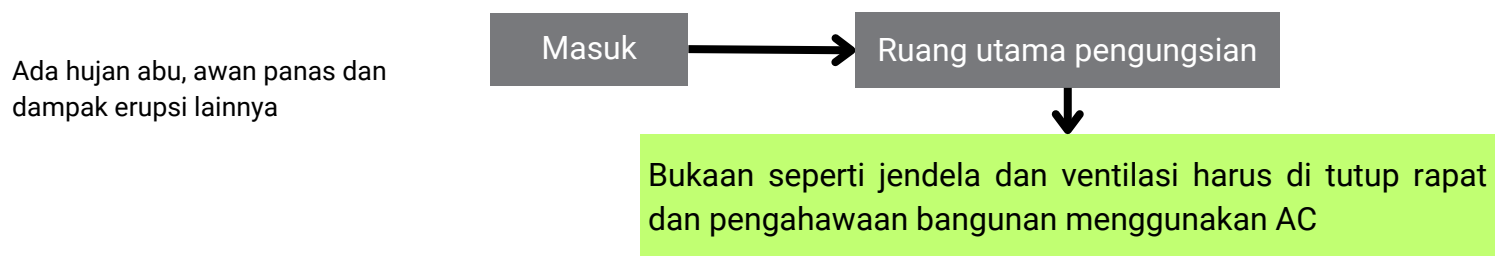 Ada hujan abu, awan panas dan
dampak erupsi lainnya
Masuk
Ruang utama pengungsian
Bukaan seperti jendela dan ventilasi harus di tutup rapat
dan pengahawaan bangunan menggunakan AC